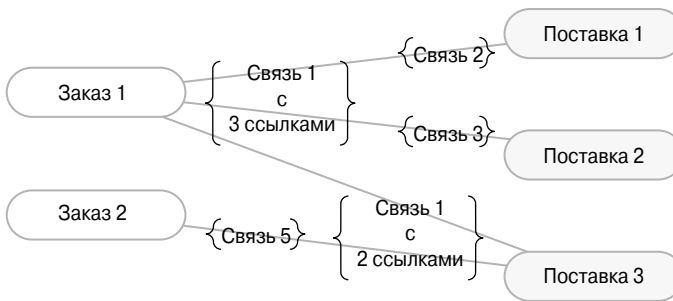 Поставка 1
Связь 2
Связь 1
с
3 ссылками
Заказ 1
Связь 3
Поставка 2
Заказ 2
Связь 5
Связь 1
с
2 ссылками
Поставка 3